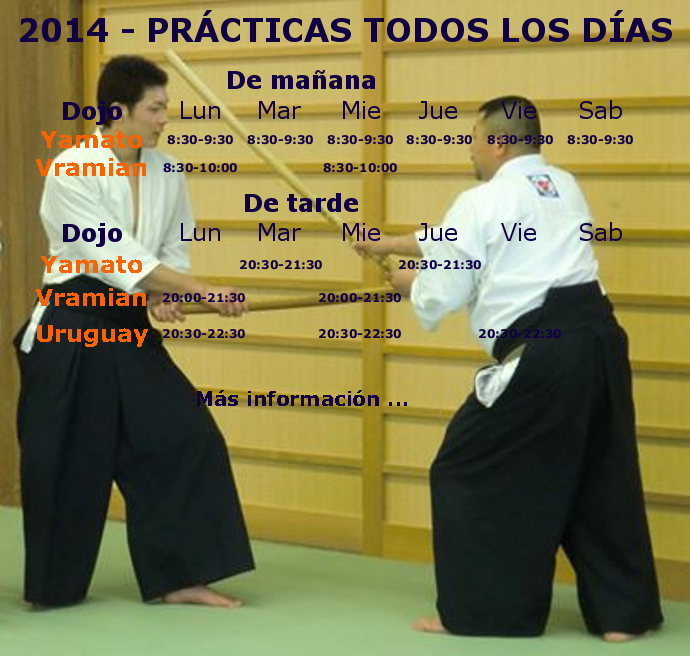 2014 - PRÁCTICAS TODOS LOS DÍAS
De mañana
Dojo Lun Mar Mie Jue Vie Sab
Yamato 8:30-9:30 8:30-9:30 8:30-9:30 8:30-9:30 8:30-9:30 8:30-9:30
Vramian 8:30-10:00 8:30-10:00
De tarde
Dojo Lun Mar Mie Jue Vie Sab
Yamato 20:30-21:30 20:30-21:30
Vramian 20:00-21:30 20:00-21:30
Uruguay 20:30-22:30 20:30-22:30 20:30-22:30
Más información ...